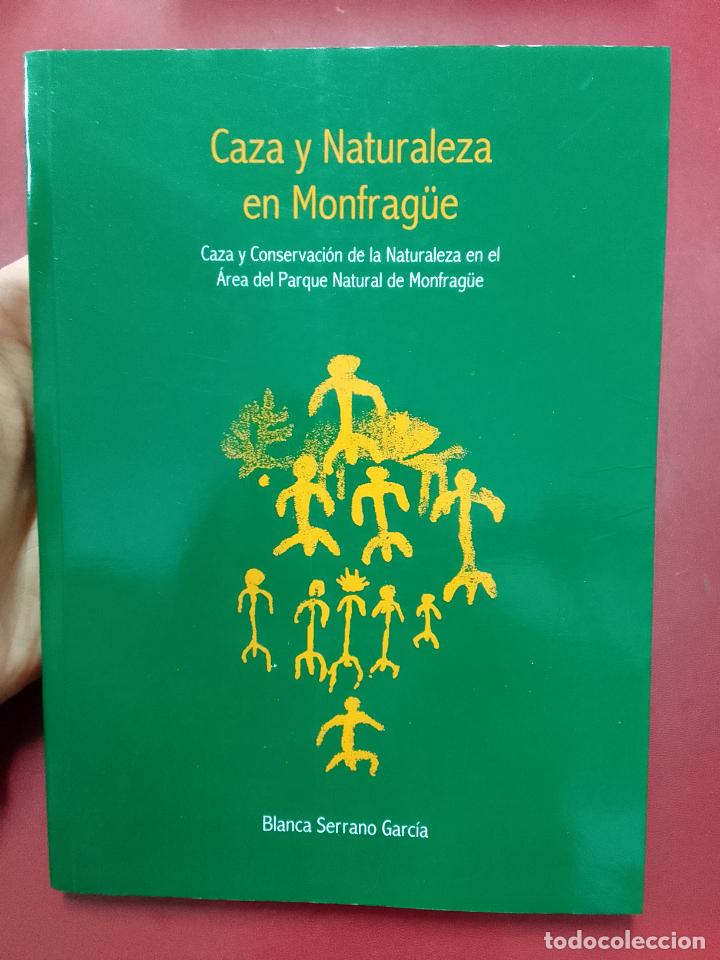 Caza y Naturaleza
en Monfragüe
Caza y Conservación de la Naturaleza en el
Área del Parque Natural de Monfragüe
Blanca Serrano García
todocoleccion